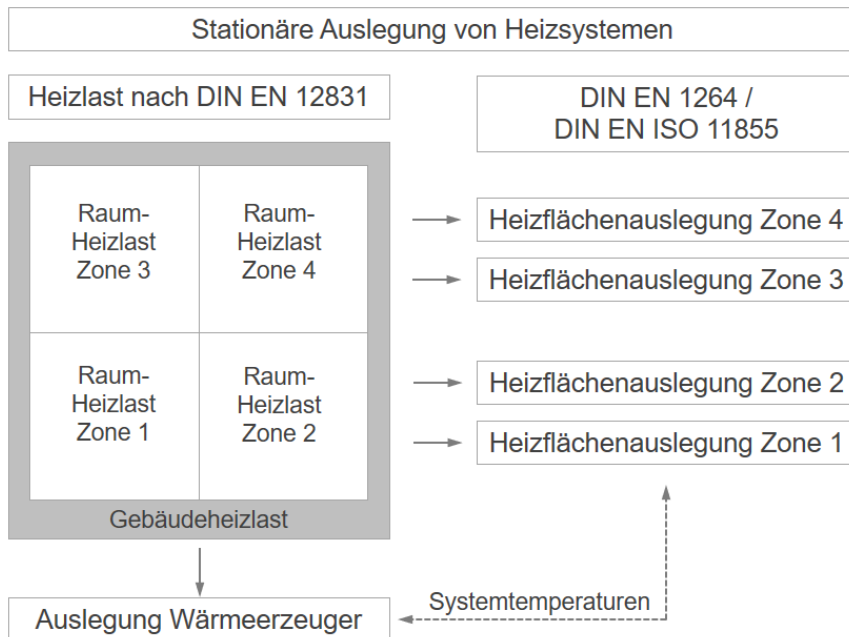 Stationäre Auslegung von Heizsystemen
Heizlast nach DIN EN 12831
DIN EN 1264 /
DIN EN ISO 11855
Raum-
Heizlast
Zone 3
Raum-
Heizlast
Zone 4
Raum-
Heizlast
Zone 1
Raum-
Heizlast
Zone 2
Gebäudeheizlast
Heizflächenauslegung Zone 4
Heizflächenauslegung Zone 3
Heizflächenauslegung Zone 2
Heizflächenauslegung Zone 1
Systemtemperaturen
Auslegung Wärmeerzeuger